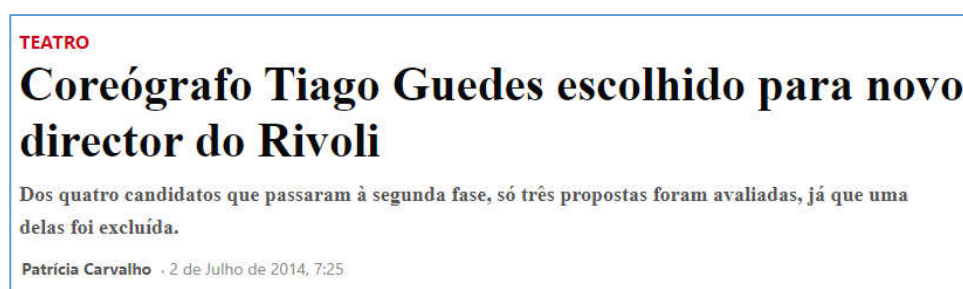 TEATRO
Coreógrafo Tiago Guedes escolhido para novo
director do Rivoli
Dos quatro candidatos que passaram à segunda fase, só três propostas foram avaliadas, já que uma
delas foi excluída.
Patrícia Carvalho · 2 de Julho de 2014, 7:25